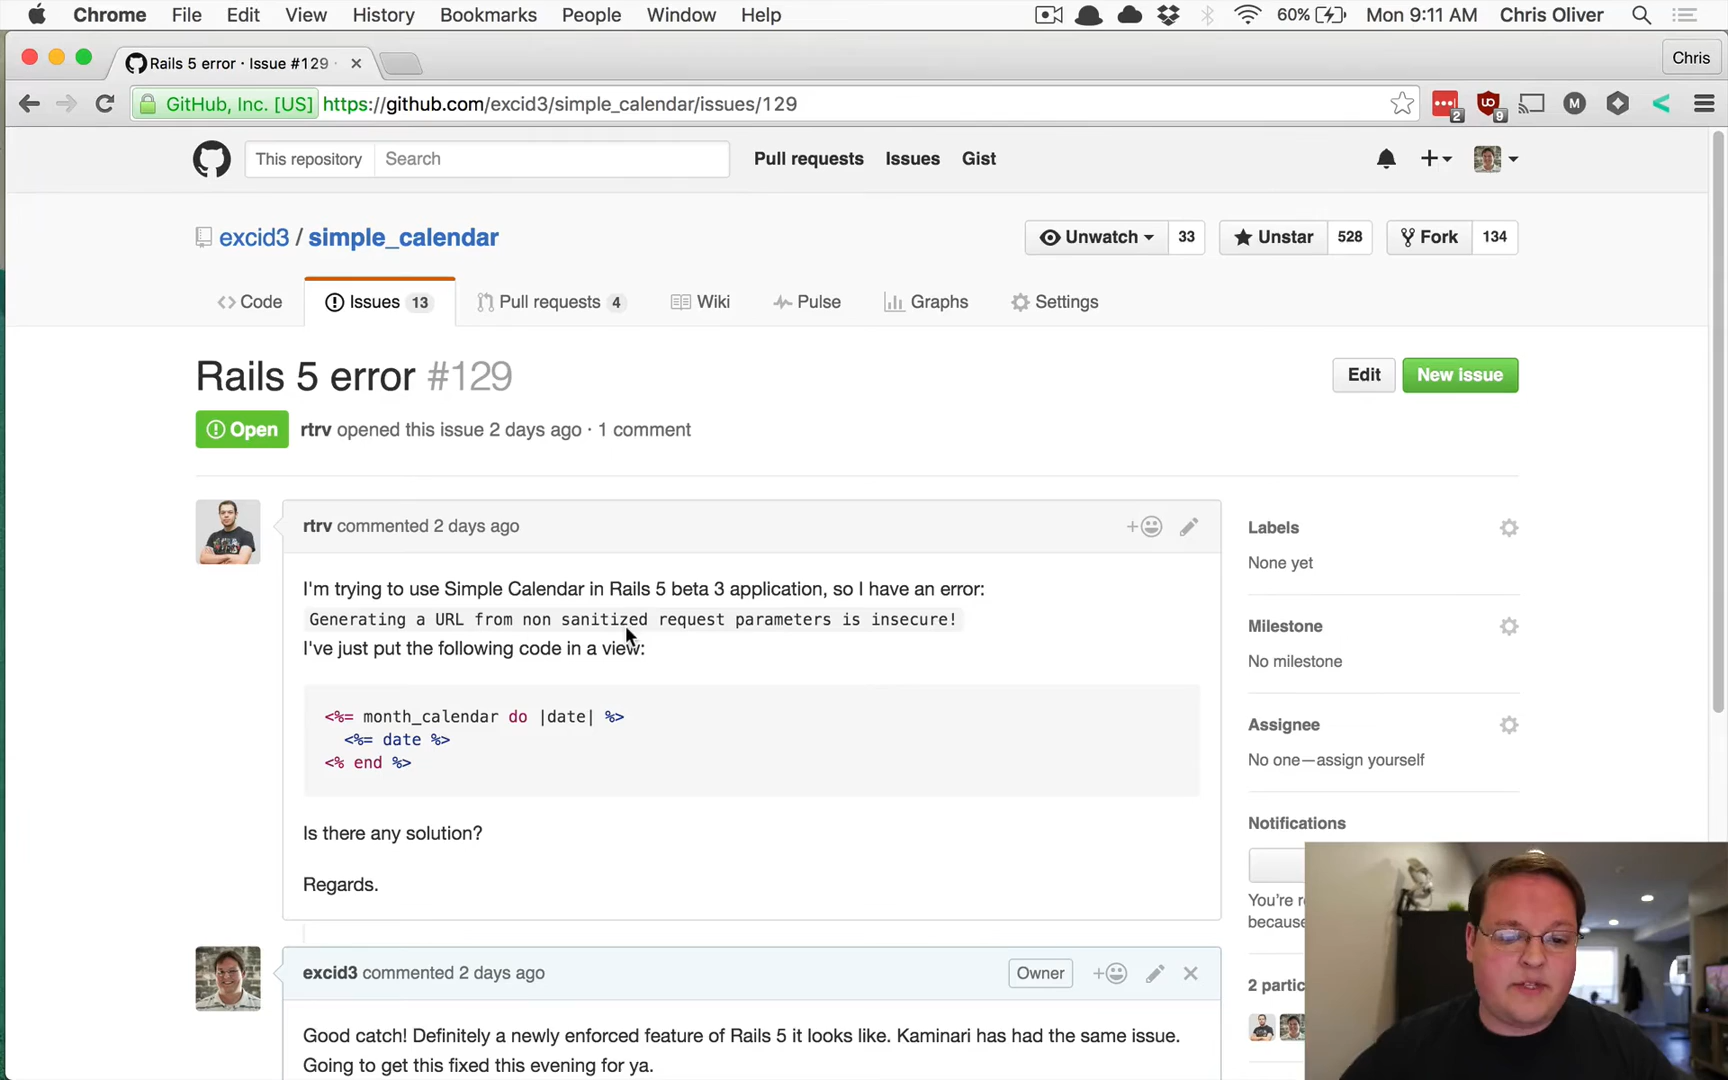 Chrome File Edit View History Bookmarks People Window Help 60% Mon 9:11 AM Chris Oliver
Rails 5 error · Issue #129 · Chris
GitHub, Inc. [US] https://github.com/excid3/simple_calendar/issues/129 2 9
This repository Search Pull requests Issues Gist
excid3 / simple_calendar Unwatch 33 Unstar 528 Fork 134
Code Issues 13 Pull requests 4 Wiki Pulse Graphs Settings
Rails 5 error #129 Edit New issue
Open rtrv opened this issue 2 days ago · 1 comment
rtrv commented 2 days ago
I'm trying to use Simple Calendar in Rails 5 beta 3 application, so I have an error:
Generating a URL from non sanitized request parameters is insecure!
I've just put the following code in a view:
<%= month_calendar do |date| %>
<%= date %>
<% end %>
Is there any solution?
Regards.
Labels
None yet
Milestone
No milestone
Assignee
No one—assign yourself
Notifications
You're r
because
2 partic
excid3 commented 2 days ago Owner
Good catch! Definitely a newly enforced feature of Rails 5 it looks like. Kaminari has had the same issue.
Going to get this fixed this evening for ya.